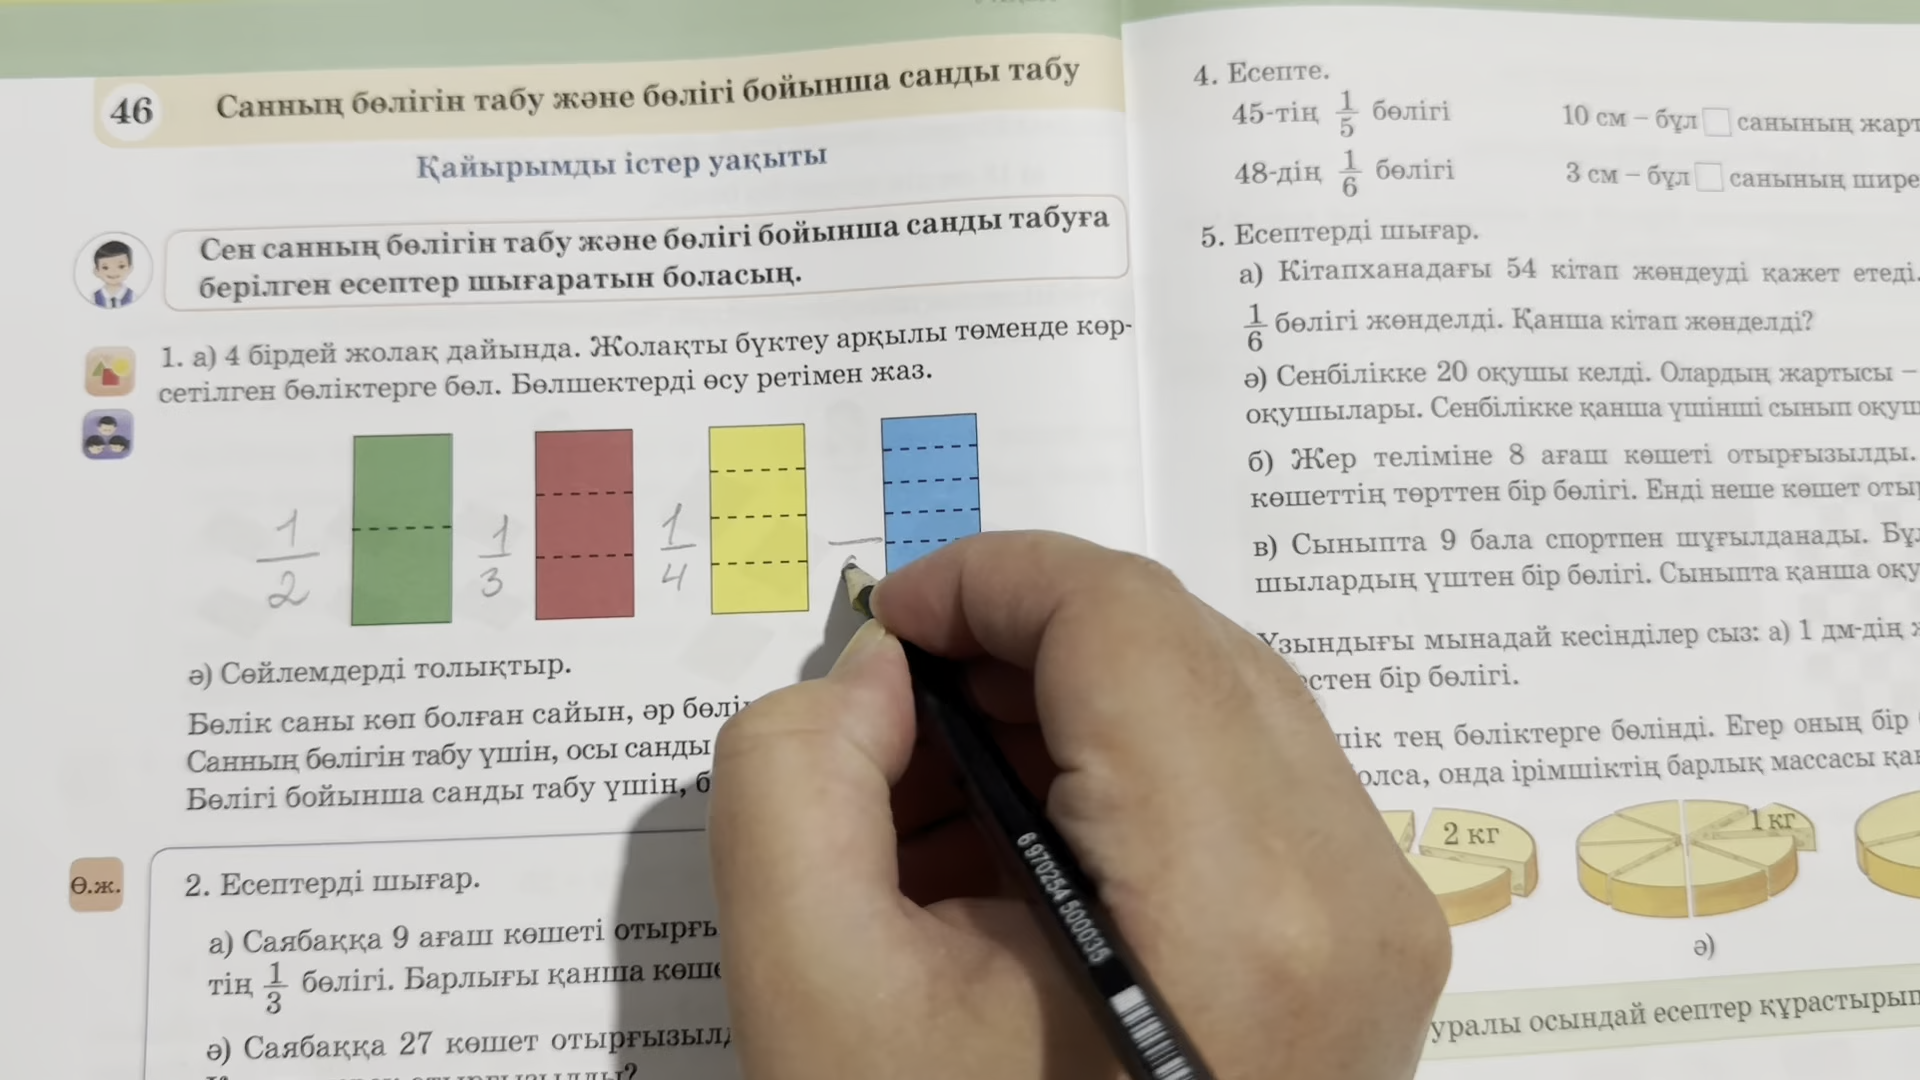 46 Санның бөлігін табу және бөлігі бойынша санды табу
Қайырымды істер уақыты
Сен санның бөлігін табу және бөлігі бойынша санды табуға
берілген есептер шығаратын боласың.
1. а) 4 бірдей жолақ дайында. Жолақты бүктеу арқылы төменде көр-
сетілген бөліктерге бөл. Бөлшектерді өсу ретімен жаз.
1/2 1/3 1/4
ә) Сөйлемдерді толықтыр.
Бөлік саны көп болған сайын, әр
Санның бөлігін табу үшін, осы санды
Бөлігі бойынша санды табу үшін,
Ө.ж.
2. Есептерді шығар.
а) Саябаққа 9 ағаш көшеті
тің 1/3 бөлігі. Барлығы қанша
ә) Саябаққа 27 көшет
4. Есепте.
45-тің 1/5 бөлігі 10 см – бұл □ санының
48-дің 1/6 бөлігі 3 см – бұл □ санының
5. Есептерді шығар.
а) Кітапханадағы 54 кітап жөндеуді қажет етеді.
1/6 бөлігі жөнделді. Қанша кітап жөнделді?
ә) Сенбілікке 20 оқушы келді. Олардың жартысы –
оқушылары. Сенбілікке қанша үшінші сынып
б) Жер теліміне 8 ағаш көшеті отырғызылды.
көшеттің төрттен бір бөлігі. Енді неше көшет
в) Сыныпта 9 бала спортпен шұғылданады.
шылардың үштен бір бөлігі. Сыныпта қанша
Ұзындығы мынадай кесінділер сыз: а) 1 дм-дің
бір бөлігі.
тең бөліктерге бөлінді. Егер оның бір
онда ірімшіктің барлық массасы
2 кг 1 кг
ә)
осындай есептер
6 970254 500035